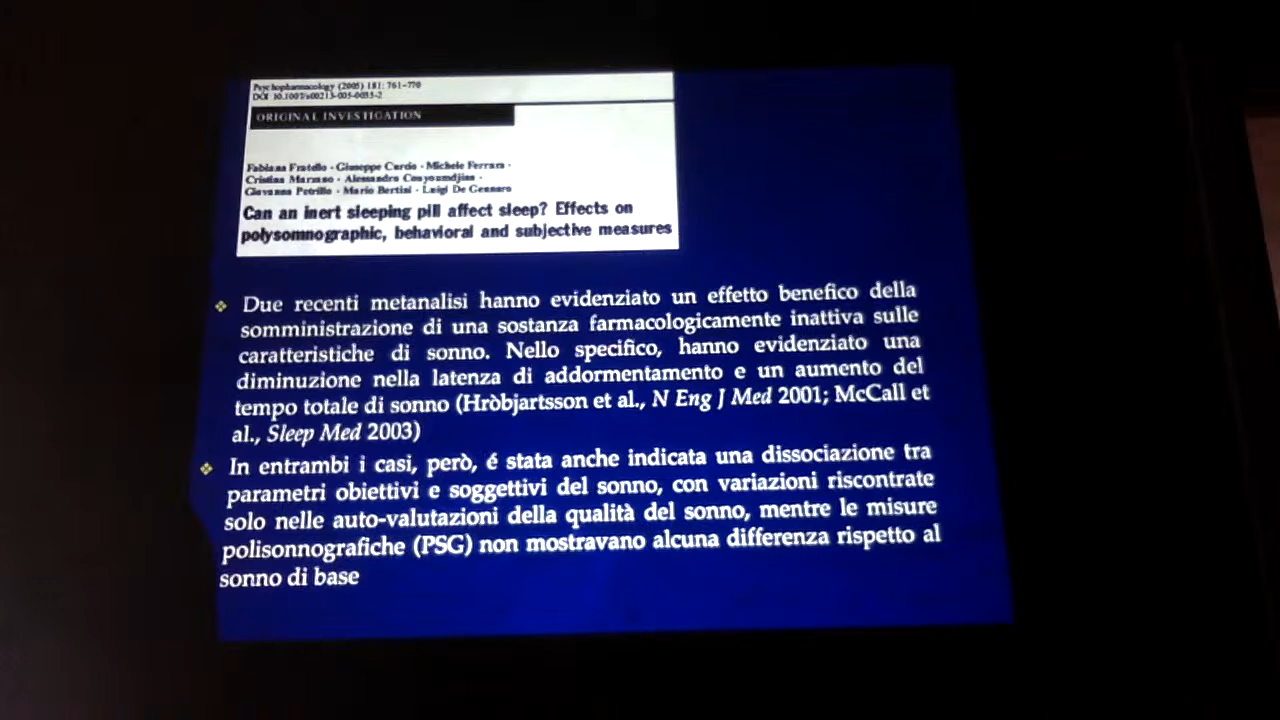 Psychopharmacology (2005) 181: 761–770
DOI 10.1007/s00213-005-0035-2
ORIGINAL INVESTIGATION
Fabiana Fratello · Giuseppe Curcio · Michele Ferrara ·
Cristina Marzano · Alessandro Couyoumdjian ·
Giovanna Petrillo · Mario Bertini · Luigi De Gennaro
Can an inert sleeping pill affect sleep? Effects on
polysomnographic, behavioral and subjective measures
Due recenti metanalisi hanno evidenziato un effetto benefico della
somministrazione di una sostanza farmacologicamente inattiva sulle
caratteristiche di sonno. Nello specifico, hanno evidenziato una
diminuzione nella latenza di addormentamento e un aumento del
tempo totale di sonno (Hròbjartsson et al., N Eng J Med 2001; McCall et
al., Sleep Med 2003)
In entrambi i casi, però, é stata anche indicata una dissociazione tra
parametri obiettivi e soggettivi del sonno, con variazioni riscontrate
solo nelle auto-valutazioni della qualità del sonno, mentre le misure
polisonnografiche (PSG) non mostravano alcuna differenza rispetto al
sonno di base